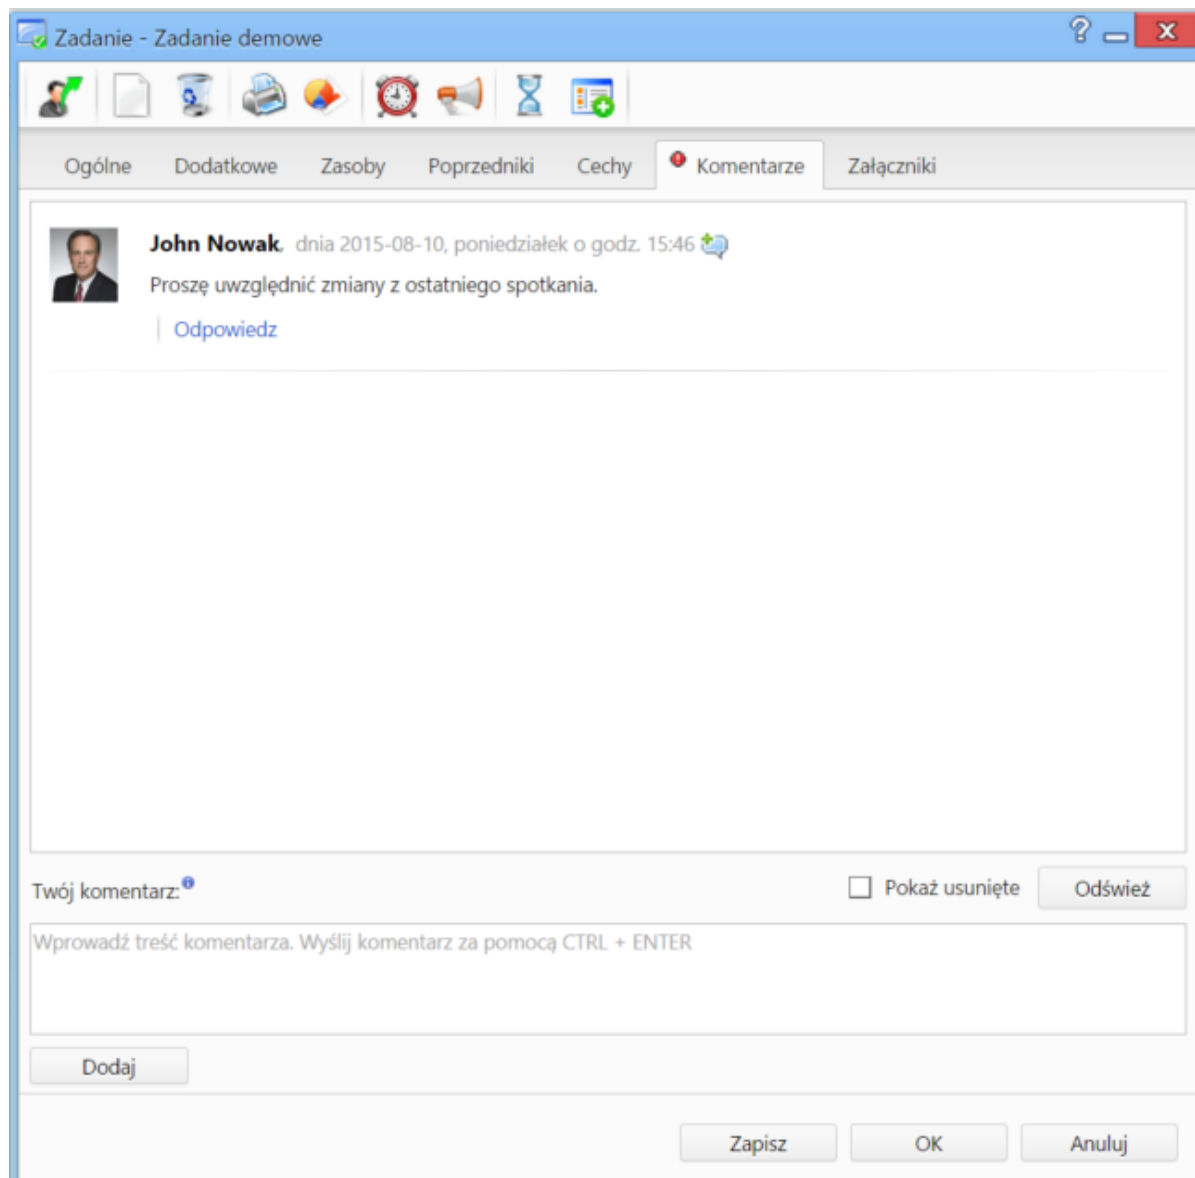 Zadanie - Zadanie demowe
Ogólne Dodatkowe Zasoby Poprzedniki Cechy Komentarze Załączniki
John Nowak, dnia 2015-08-10, poniedziałek o godz. 15:46
Proszę uwzględnić zmiany z ostatniego spotkania.
Odpowiedz
Twój komentarz: Pokaż usunięte Odśwież
Wprowadź treść komentarza. Wyślij komentarz za pomocą CTRL + ENTER
Dodaj
Zapisz OK Anuluj